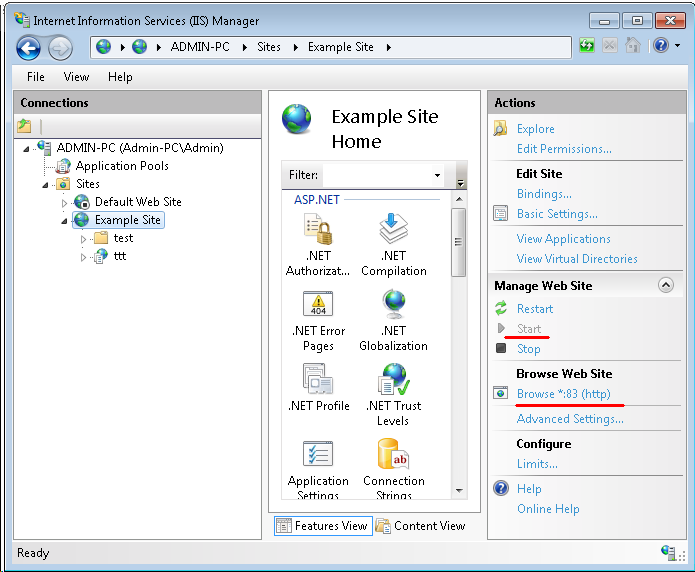 Internet Information Services (IIS) Manager
ADMIN-PC Sites Example Site
File View Help
Connections
ADMIN-PC (Admin-PC\Admin)
Application Pools
Sites
Default Web Site
Example Site
test
ttt
Example Site
Home
Filter:
ASP.NET
.NET
Authorizat...
.NET
Compilation
404
.NET Error
Pages
.NET
Globalization
.NET Profile
.NET Trust
Levels
ab
Application
Settings
Connection
Strings
Features View
Content View
Actions
Explore
Edit Permissions...
Edit Site
Bindings...
Basic Settings...
View Applications
View Virtual Directories
Manage Web Site
Restart
Start
Stop
Browse Web Site
Browse *:83 (http)
Advanced Settings...
Configure
Limits...
Help
Online Help
Ready